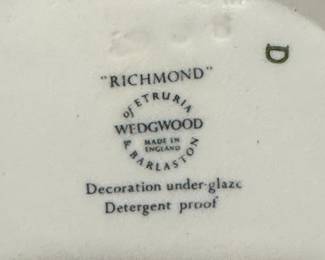 "RICHMOND"
of ETRURIA
WEDGWOOD
MADE IN
ENGLAND
& BARLASTON
Decoration under-glaze
Detergent proof
D